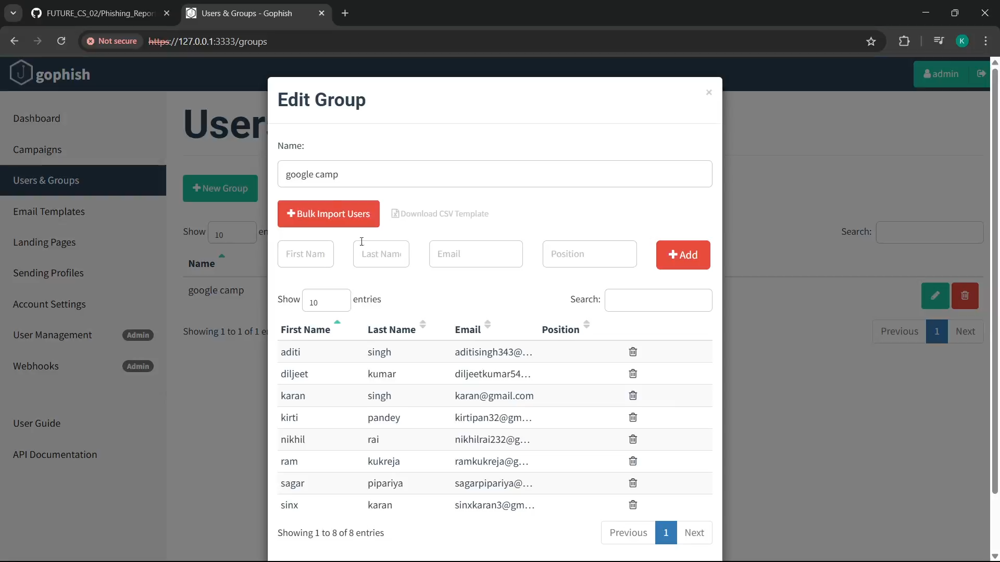 FUTURE_CS_02/Phishing_Repor
Users & Groups - Gophish
Not secure
https://127.0.0.1:3333/groups
K
gophish
admin
Dashboard
Campaigns
Users & Groups
Email Templates
Landing Pages
Sending Profiles
Account Settings
User Management Admin
Webhooks Admin
User Guide
API Documentation
User
New Group
Show 10 en
Search:
Name
google camp
Showing 1 to 1 of 1 e
Previous 1 Next
Edit Group
×
Name:
google camp
Bulk Import Users
Download CSV Template
First Nam Last Nam Email Position Add
Show 10 entries
Search:
First Name Last Name Email Position
aditi singh aditisingh343@...
diljeet kumar diljeetkumar54...
karan singh karan@gmail.com
kirti pandey kirtipan32@gm...
nikhil rai nikhilrai232@g...
ram kukreja ramkukreja@g...
sagar pipariya sagarpipariya@...
sinx karan sinxkaran3@gm...
Showing 1 to 8 of 8 entries
Previous 1 Next